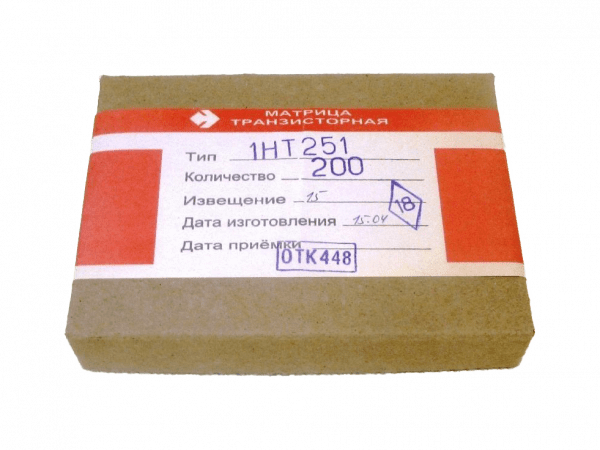 МАТРИЦА
ТРАНЗИСТОРНАЯ
Тип 1НТ251
Количество 200
Извещение 15
18
Дата изготовления 15.04
Дата приёмки
ОТК448